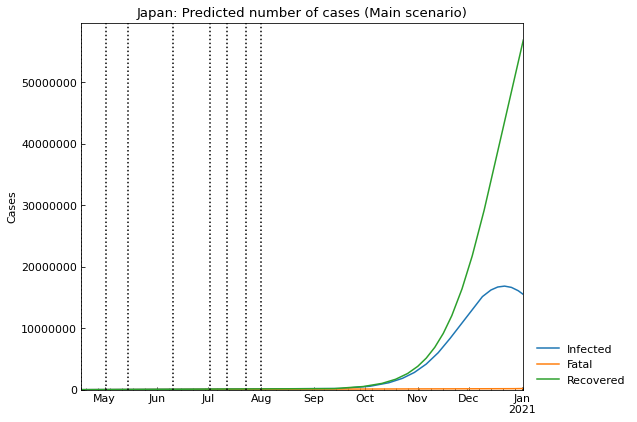 Japan: Predicted number of cases (Main scenario)
Cases
50000000
40000000
30000000
20000000
10000000
0
May Jun Jul Aug Sep Oct Nov Dec Jan
2021
Infected
Fatal
Recovered